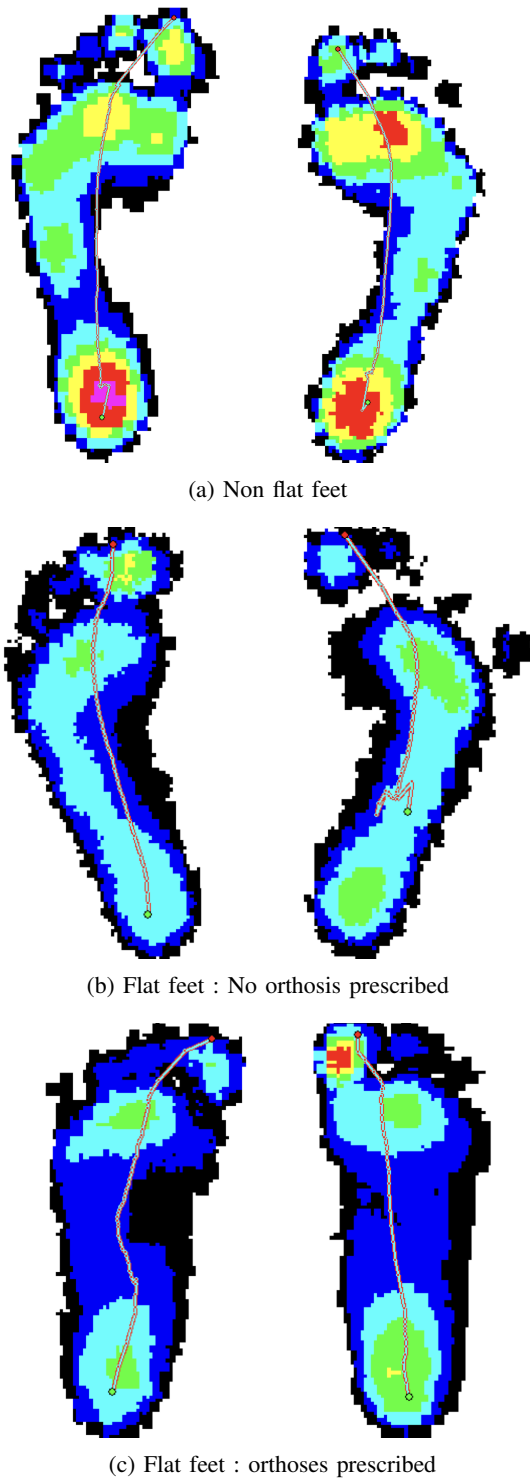 (a) Non flat feet
(b) Flat feet : No orthosis prescribed
(c) Flat feet : orthoses prescribed